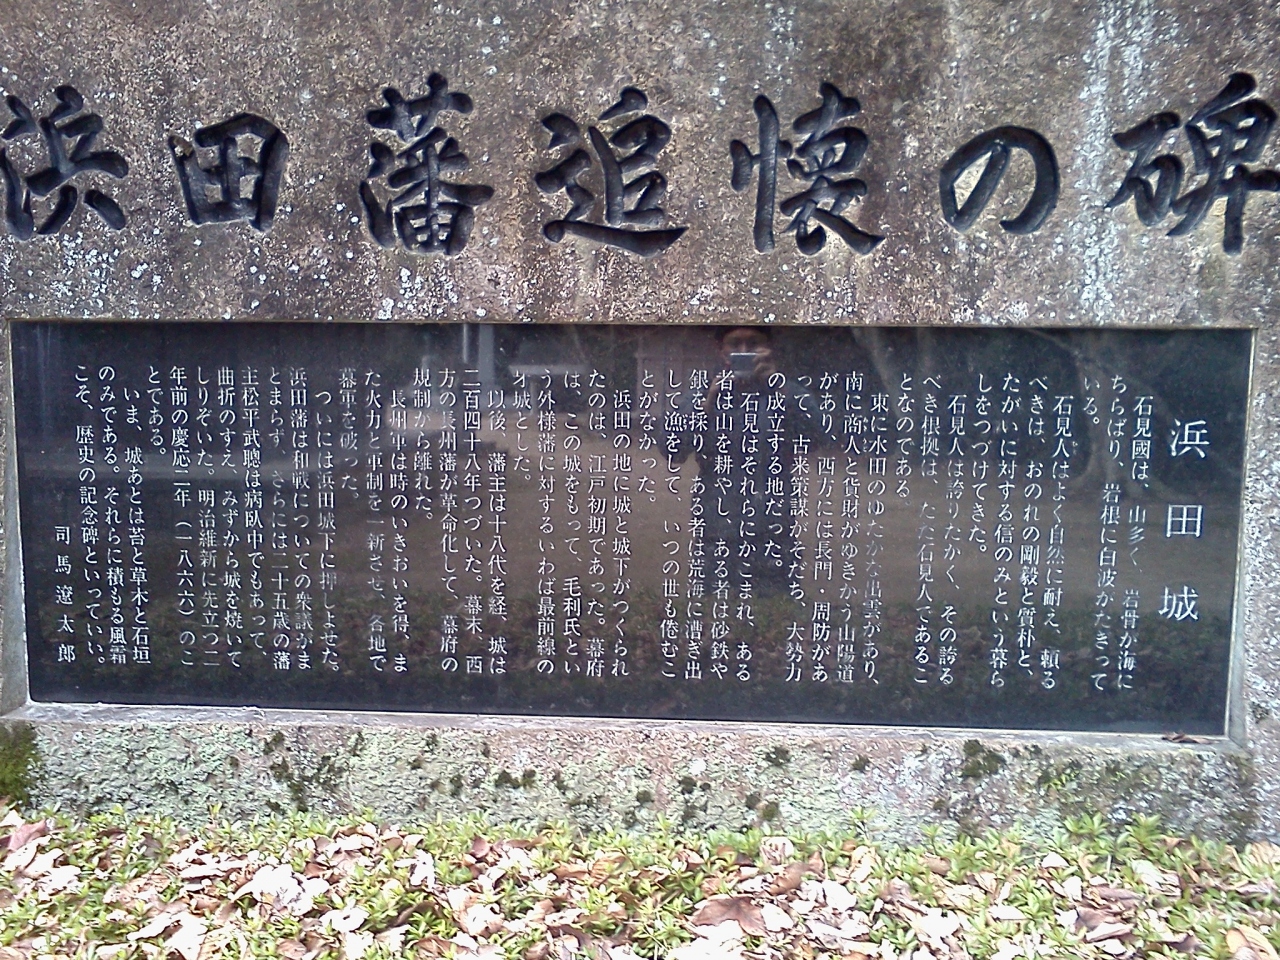 浜田藩追懐の碑
浜田城
石見國は、山多く、岩骨が海に
ちらばり、岩根に白波がたぎって
いる。
石見人はよく自然に耐え、頼る
べきは、おのれの剛毅と質朴と、
たがいに対する信のみという暮ら
しをつづけてきた。
石見人は誇りたかく、その誇る
べき根拠は、ただ石見人であるこ
となのである
東に水田のゆたかな出雲があり、
南に商人と貨財がゆきかう山陽道
があり、西方には長門・周防があ
って、古来策謀がそだち、大勢力
の成立する地だった。
石見はそれらにかこまれ、ある
者は山を耕やし、ある者は砂鉄や
銀を採り、ある者は荒海に漕ぎ出
して漁をして、いつの世も倦むこ
とがなかった。
浜田の地に城と城下がつくられ
たのは、江戸初期であった。幕府
は、この城をもって、毛利氏とい
う外様藩に対するいわば最前線の
牙城とした。
以後、藩主は十八代を経、城は
二百四十八年つづいた。幕末、西
方の長州藩が革命化して、幕府の
規制から離れた。
長州軍は時のいきおいを得、ま
た火力と軍制を一新させ、各地で
幕軍を破った。
ついには浜田城下に押しよせた。
浜田藩は和戦についての衆議がま
とまらず、さらには二十五歳の藩
主松平武聰は病臥中でもあって、
曲折のすえ、みずから城を焼いて
しりぞいた。明治維新に先立つ二
年前の慶応二年（一八六六）のこ
とである。
いま、城あとは苔と草木と石垣
のみである。それらに積もる風霜
こそ、歴史の記念碑といっていい。
司馬遼太郎